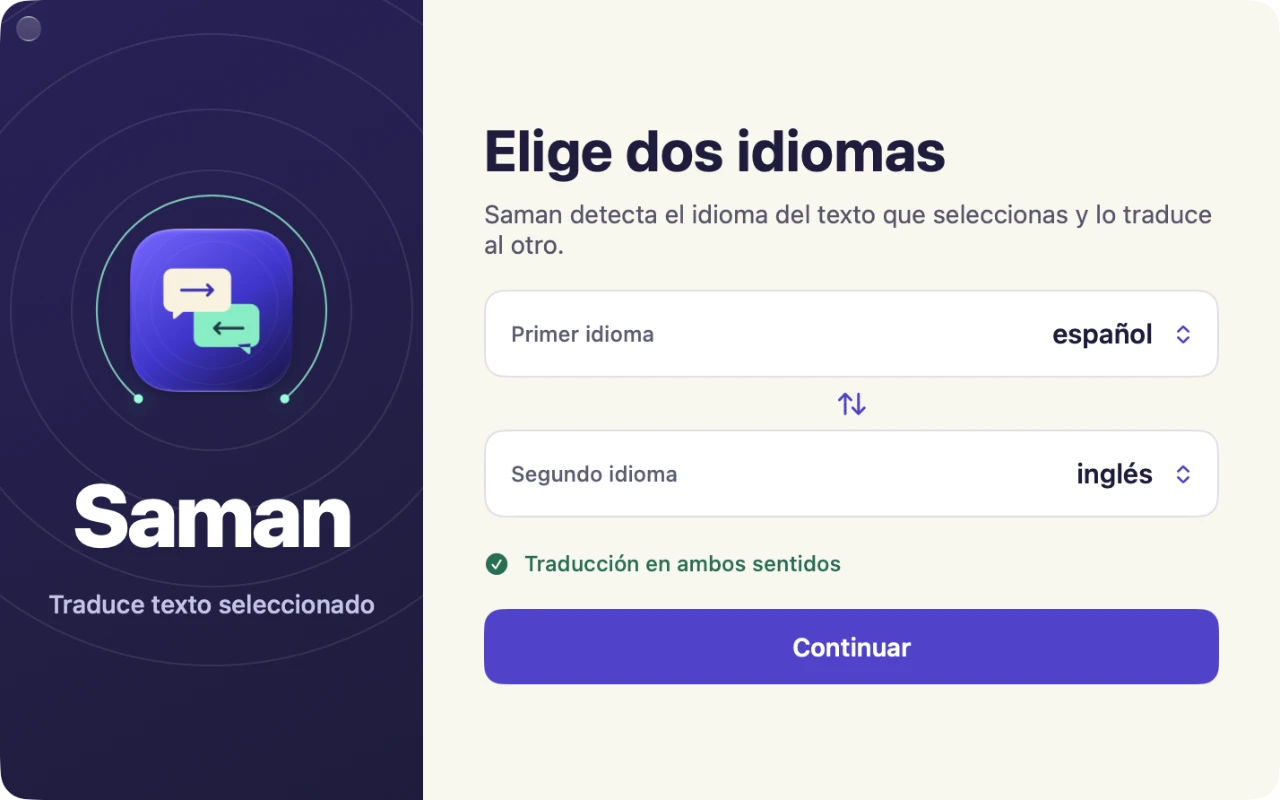 Saman
Traduce texto seleccionado
Elige dos idiomas
Saman detecta el idioma del texto que seleccionas y lo traduce
al otro.
Primer idioma
español
Segundo idioma
inglés
Traducción en ambos sentidos
Continuar